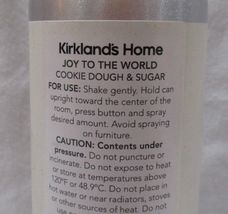 Kirkland's Home
JOY TO THE WORLD
COOKIE DOUGH & SUGAR
FOR USE: Shake gently. Hold can
upright toward the center of the
room, press button and spray
desired amount. Avoid spraying
on furniture.
CAUTION: Contents under
pressure. Do not puncture or
incinerate. Do not expose to heat
or store at temperatures above
120°F or 48.9°C. Do not place in
hot water or near radiators, stoves
or other sources of heat. Do not